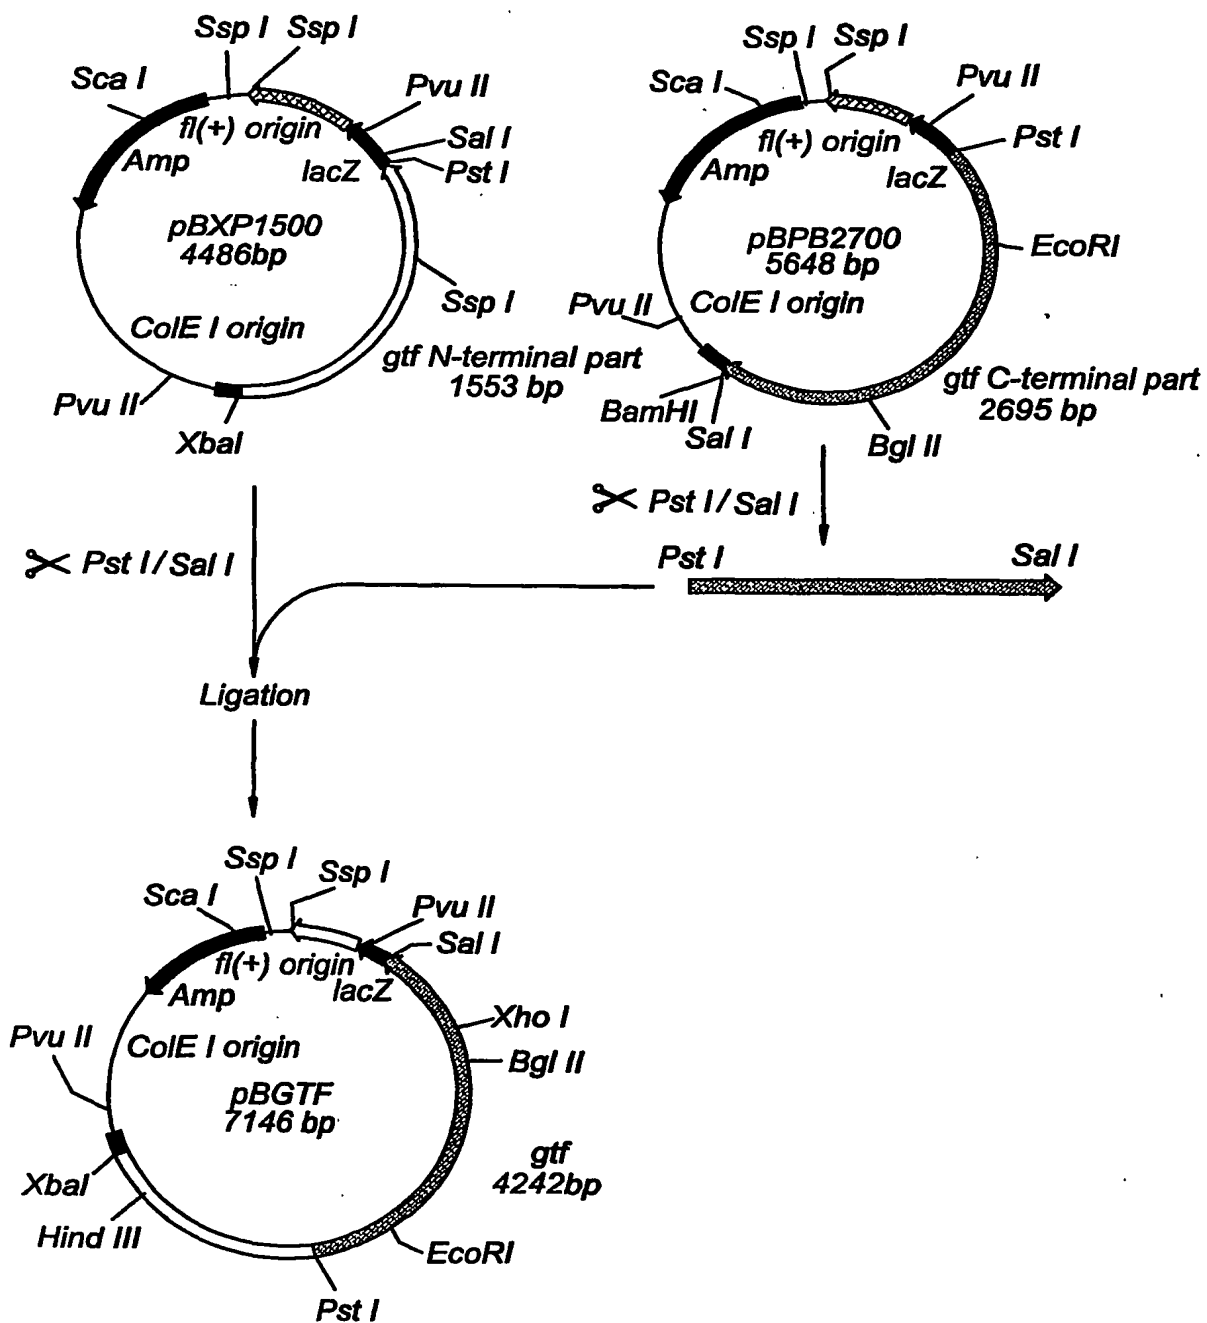 Ssp I
Ssp I
Sca I
Pvu II
Sal I
Pst I
fl(+) origin
Amp
lacZ
pBXP1500
4486bp
Ssp I
ColE I origin
gtf N-terminal part
1553 bp
Pvu II
XbaI
Ssp I
Ssp I
Sca I
Pvu II
Pst I
fl(+) origin
Amp
lacZ
pBPB2700
5648 bp
EcoRI
Pvu II
ColE I origin
gtf C-terminal part
2695 bp
BamHI
Sal I
Bgl II
Pst I / Sal I
Pst I / Sal I
Pst I
Sal I
Ligation
Ssp I
Ssp I
Sca I
Pvu II
Sal I
fl(+) origin
Amp
lacZ
Xho I
Pvu II
ColE I origin
Bgl II
pBGTF
7146 bp
gtf
4242bp
XbaI
Hind III
EcoRI
Pst I